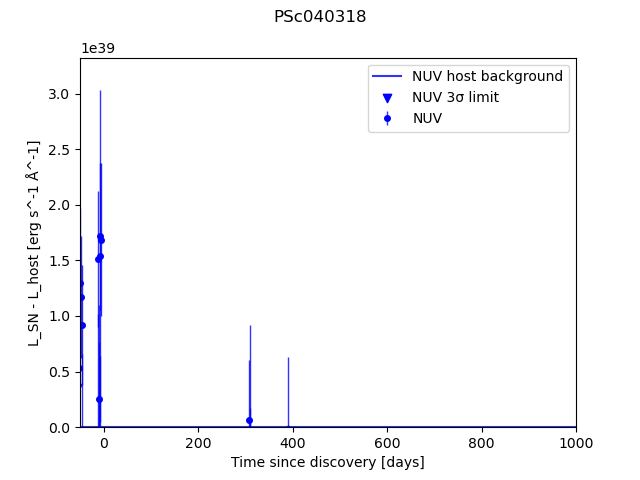 PSc040318
1e39
NUV host background
NUV 3σ limit
NUV
3.0
2.5
2.0
1.5
1.0
0.5
0.0
L_SN - L_host [erg s^-1 Å^-1]
0 200 400 600 800 1000
Time since discovery [days]